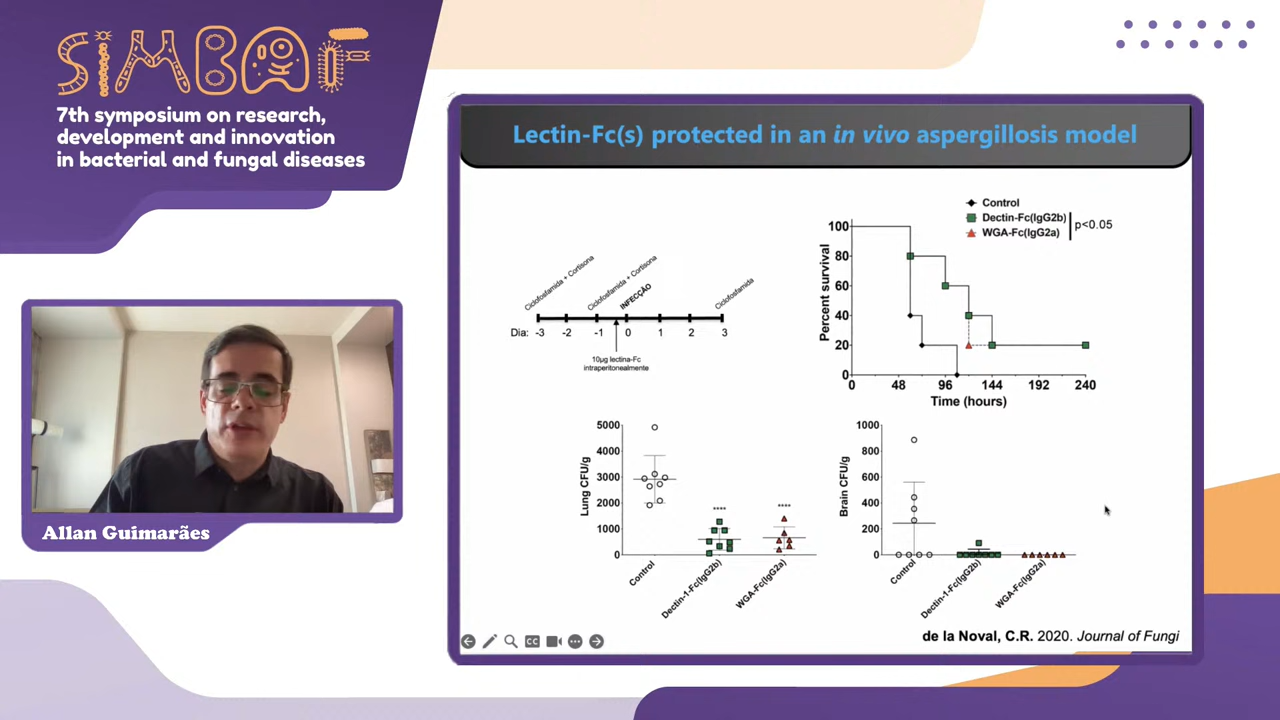 SIMBAF
7th symposium on research,
development and innovation
in bacterial and fungal diseases
Allan Guimarães
Lectin-Fc(s) protected in an in vivo aspergillosis model
Ciclofosfamida + Cortisona
Ciclofosfamida + Cortisona
INFECÇÃO
Ciclofosfamida
Dia: -3 -2 -1 0 1 2 3
10µg lectina-Fc
intraperitonealmente
Control
Dectin-Fc(IgG2b)
WGA-Fc(IgG2a)
p<0.05
Percent survival
100
80
60
40
20
0
0 48 96 144 192 240
Time (hours)
Lung CFU/g
5000
4000
3000
2000
1000
0
**** ****
Control
Dectin-1-Fc(IgG2b)
WGA-Fc(IgG2a)
Brain CFU/g
1000
800
600
400
200
0
Control
Dectin-1-Fc(IgG2b)
WGA-Fc(IgG2a)
CC
de la Noval, C.R. 2020. Journal of Fungi